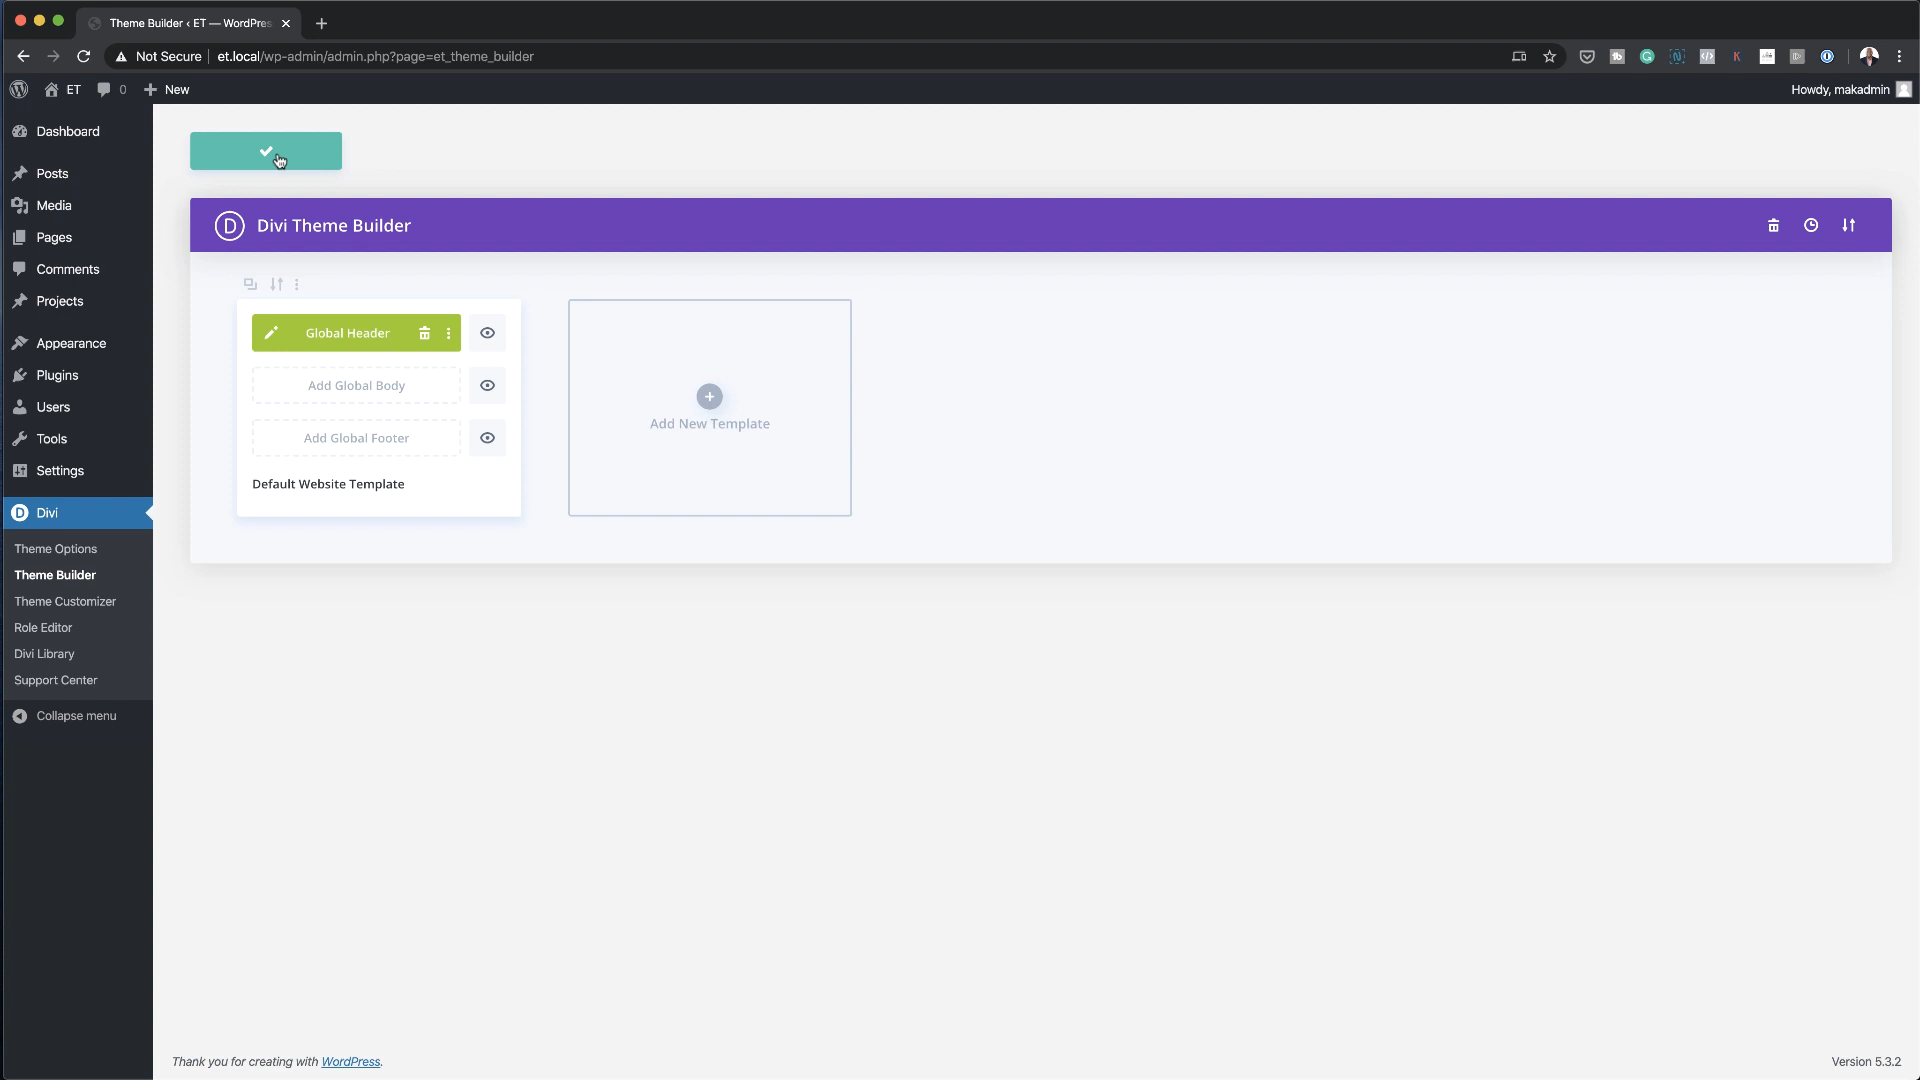 Theme Builder ‹ ET — WordPres
Not Secure
et.local/wp-admin/admin.php?page=et_theme_builder
ET
0
New
Howdy, makadmin
Dashboard
Posts
Media
Pages
Comments
Projects
Appearance
Plugins
Users
Tools
Settings
D
Divi
Theme Options
Theme Builder
Theme Customizer
Role Editor
Divi Library
Support Center
Collapse menu
D
Divi Theme Builder
Global Header
Add Global Body
Add Global Footer
Default Website Template
Add New Template
Thank you for creating with WordPress.
Version 5.3.2